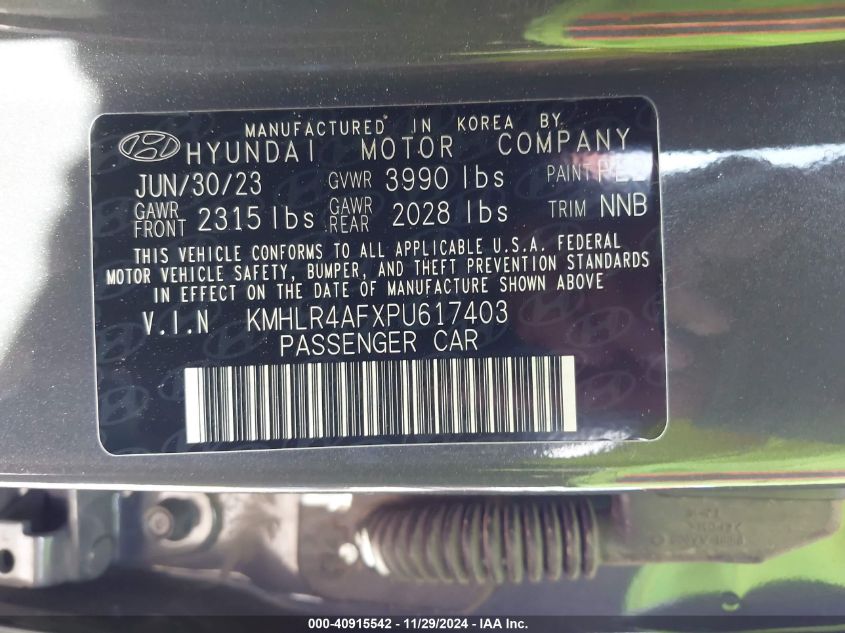 MANUFACTURED IN KOREA BY
HYUNDAI MOTOR COMPANY
JUN/30/23 GVWR 3990 lbs PAINT
GAWR FRONT 2315 lbs GAWR REAR 2028 lbs TRIM NNB
THIS VEHICLE CONFORMS TO ALL APPLICABLE U.S.A. FEDERAL
MOTOR VEHICLE SAFETY, BUMPER, AND THEFT PREVENTION STANDARDS
IN EFFECT ON THE DATE OF MANUFACTURE SHOWN ABOVE
V.I.N KMHLR4AFXPU617403
PASSENGER CAR
000-40915542 - 11/29/2024 - IAA Inc.